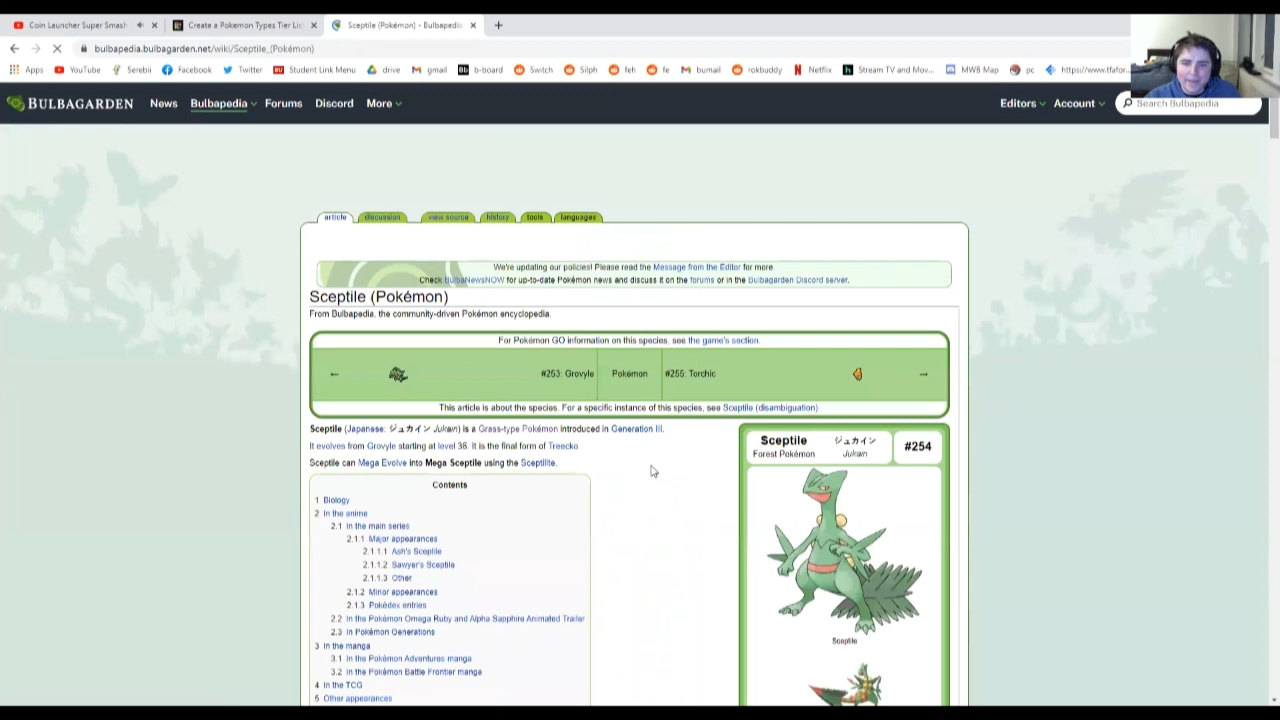 Coin Launcher Super Smash
Create a Pokemon Types Tier Lis
Sceptile (Pokémon) - Bulbapedia
bulbapedia.bulbagarden.net/wiki/Sceptile_(Pokémon)
Apps YouTube Serebii Facebook Twitter Student Link Menu drive gmail b-board Switch Silph feh fe bumail rokbuddy Netflix Stream TV and Mov... MWB Map pc https://www.tfafor...
BULBAGARDEN News Bulbapedia Forums Discord More Editors Account Search Bulbapedia
article discussion view source history tools languages
We're updating our policies! Please read the Message from the Editor for more.
Check BulbaNewsNOW for up-to-date Pokémon news and discuss it on the forums or in the Bulbagarden Discord server.
Sceptile (Pokémon)
From Bulbapedia, the community-driven Pokémon encyclopedia.
For Pokémon GO information on this species, see the game's section.
← #253: Grovyle Pokémon #255: Torchic →
This article is about the species. For a specific instance of this species, see Sceptile (disambiguation).
Sceptile (Japanese: ジュカイン Jukain) is a Grass-type Pokémon introduced in Generation III.
It evolves from Grovyle starting at level 36. It is the final form of Treecko.
Sceptile can Mega Evolve into Mega Sceptile using the Sceptilite.
Contents
1 Biology
2 In the anime
2.1 In the main series
2.1.1 Major appearances
2.1.1.1 Ash's Sceptile
2.1.1.2 Sawyer's Sceptile
2.1.1.3 Other
2.1.2 Minor appearances
2.1.3 Pokédex entries
2.2 In the Pokémon Omega Ruby and Alpha Sapphire Animated Trailer
2.3 In Pokémon Generations
3 In the manga
3.1 In the Pokémon Adventures manga
3.2 In the Pokémon Battle Frontier manga
4 In the TCG
5 Other appearances
Sceptile ジュカイン #254
Forest Pokémon Jukain
Sceptile